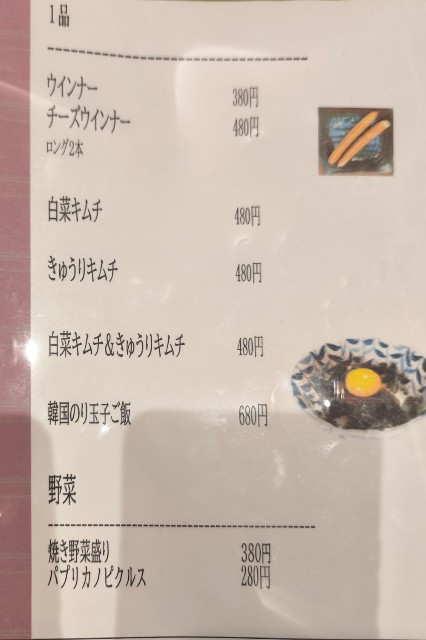 1品
ウインナー 380円
チーズウインナー 480円
ロング2本
白菜キムチ 480円
きゅうりキムチ 480円
白菜キムチ&きゅうりキムチ 480円
韓国のり玉子ご飯 680円
野菜
焼き野菜盛り 380円
パプリカノピクルス 280円